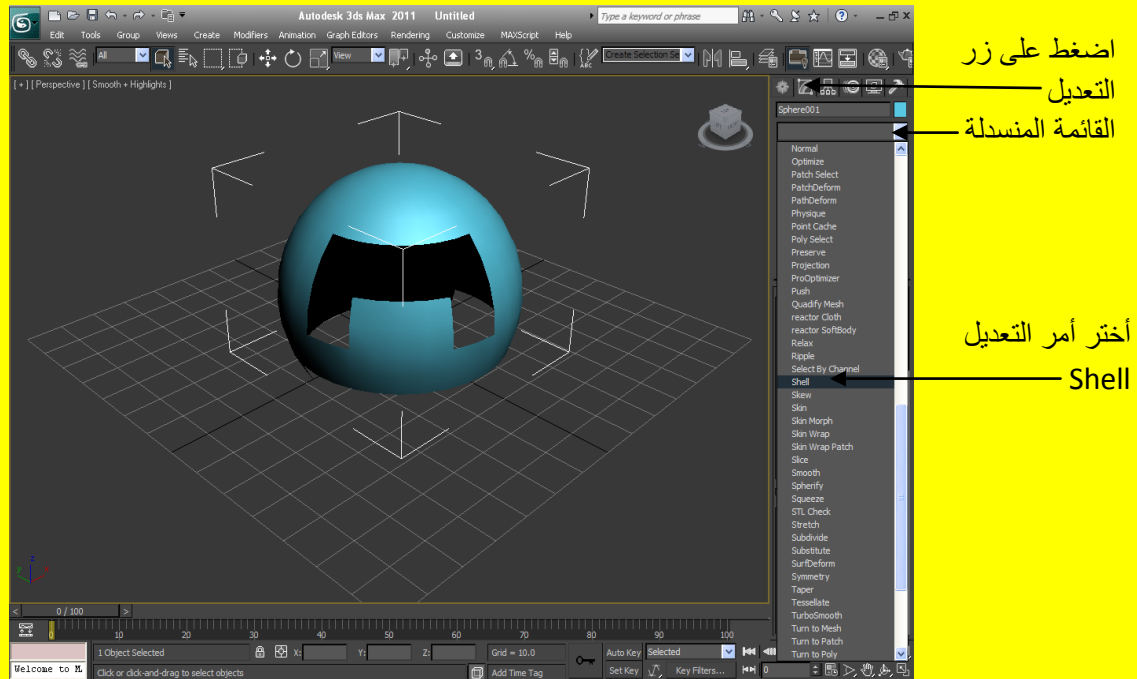 Autodesk 3ds Max 2011 Untitled
Type a keyword or phrase
Edit Tools Group Views Create Modifiers Animation Graph Editors Rendering Customize MAXScript Help
All
View
Create Selection Se
[ + ] [ Perspective ] [ Smooth + Highlights ]
اضغط على زر
التعديل
القائمة المنسدلة
Sphere001
Normal
Optimize
Patch Select
PatchDeform
PathDeform
Physique
Point Cache
Poly Select
Preserve
Projection
ProOptimizer
Push
Quadify Mesh
reactor Cloth
reactor SoftBody
Relax
Ripple
Select By Channel
Shell
Skew
Skin
Skin Morph
Skin Wrap
Skin Wrap Patch
Slice
Smooth
Spherify
Squeeze
STL Check
Stretch
Subdivide
Substitute
SurfDeform
Symmetry
Taper
Tessellate
TurboSmooth
Turn to Mesh
Turn to Patch
Turn to Poly
أختر أمر التعديل
Shell
z
y
0 / 100
0 10 20 30 40 50 60 70 80 90 100
1 Object Selected X: Y: Z: Grid = 10.0 Auto Key Selected
Welcome to M
Click or click-and-drag to select objects Add Time Tag Set Key Key Filters... 0